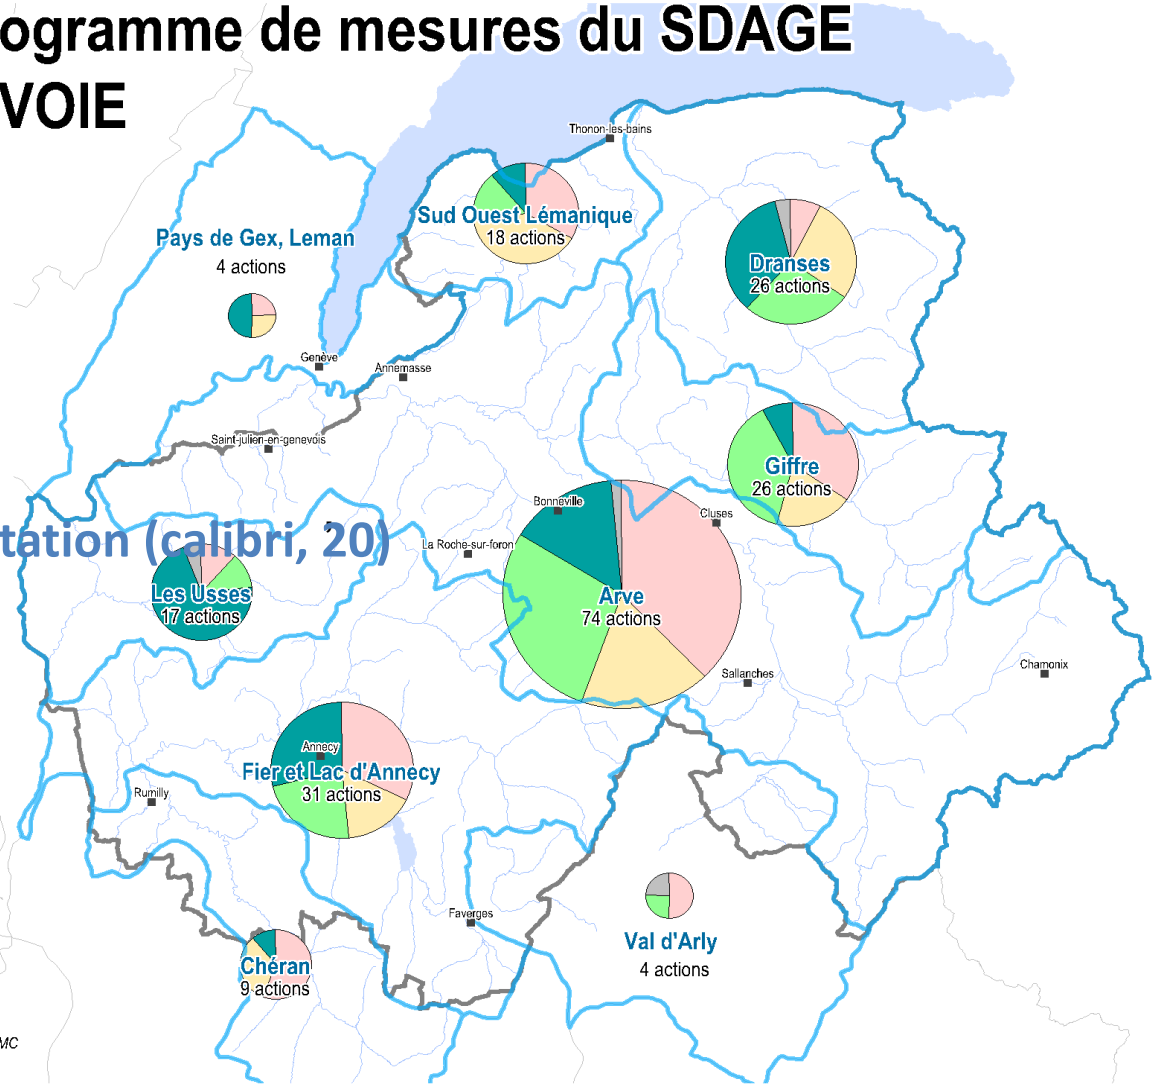 ogramme de mesures du SDAGE
VOIE
Thonon-les-bains
Sud Ouest Lémanique
18 actions
Pays de Gex, Leman
4 actions
Dranses
26 actions
Genève
Annemasse
Saint-julien-en-genevois
Giffre
26 actions
Bonneville
Cluses
tation (calibri, 20)
La Roche-sur-foron
Les Usses
17 actions
Arve
74 actions
Sallanches
Chamonix
Annecy
Fier et Lac d'Annecy
31 actions
Rumilly
Faverges
Val d'Arly
4 actions
Chéran
9 actions
MC